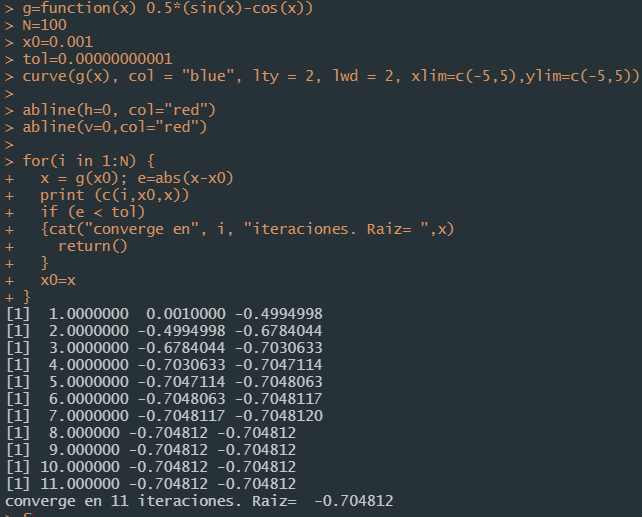 > g=function(x) 0.5*(sin(x)-cos(x))
> N=100
> x0=0.001
> tol=0.00000000001
> curve(g(x), col = "blue", lty = 2, lwd = 2, xlim=c(-5,5),ylim=c(-5,5))
>
> abline(h=0, col="red")
> abline(v=0,col="red")
>
> for(i in 1:N) {
+   x = g(x0); e=abs(x-x0)
+   print (c(i,x0,x))
+   if (e < tol)
+   {cat("converge en", i, "iteraciones. Raiz= ",x)
+     return()
+   }
+   x0=x
+ }
[1]  1.0000000  0.0010000 -0.4994998
[1]  2.0000000 -0.4994998 -0.6784044
[1]  3.0000000 -0.6784044 -0.7030633
[1]  4.0000000 -0.7030633 -0.7047114
[1]  5.0000000 -0.7047114 -0.7048063
[1]  6.0000000 -0.7048063 -0.7048117
[1]  7.0000000 -0.7048117 -0.7048120
[1]  8.000000 -0.704812 -0.704812
[1]  9.000000 -0.704812 -0.704812
[1] 10.000000 -0.704812 -0.704812
[1] 11.000000 -0.704812 -0.704812
converge en 11 iteraciones. Raiz=  -0.704812